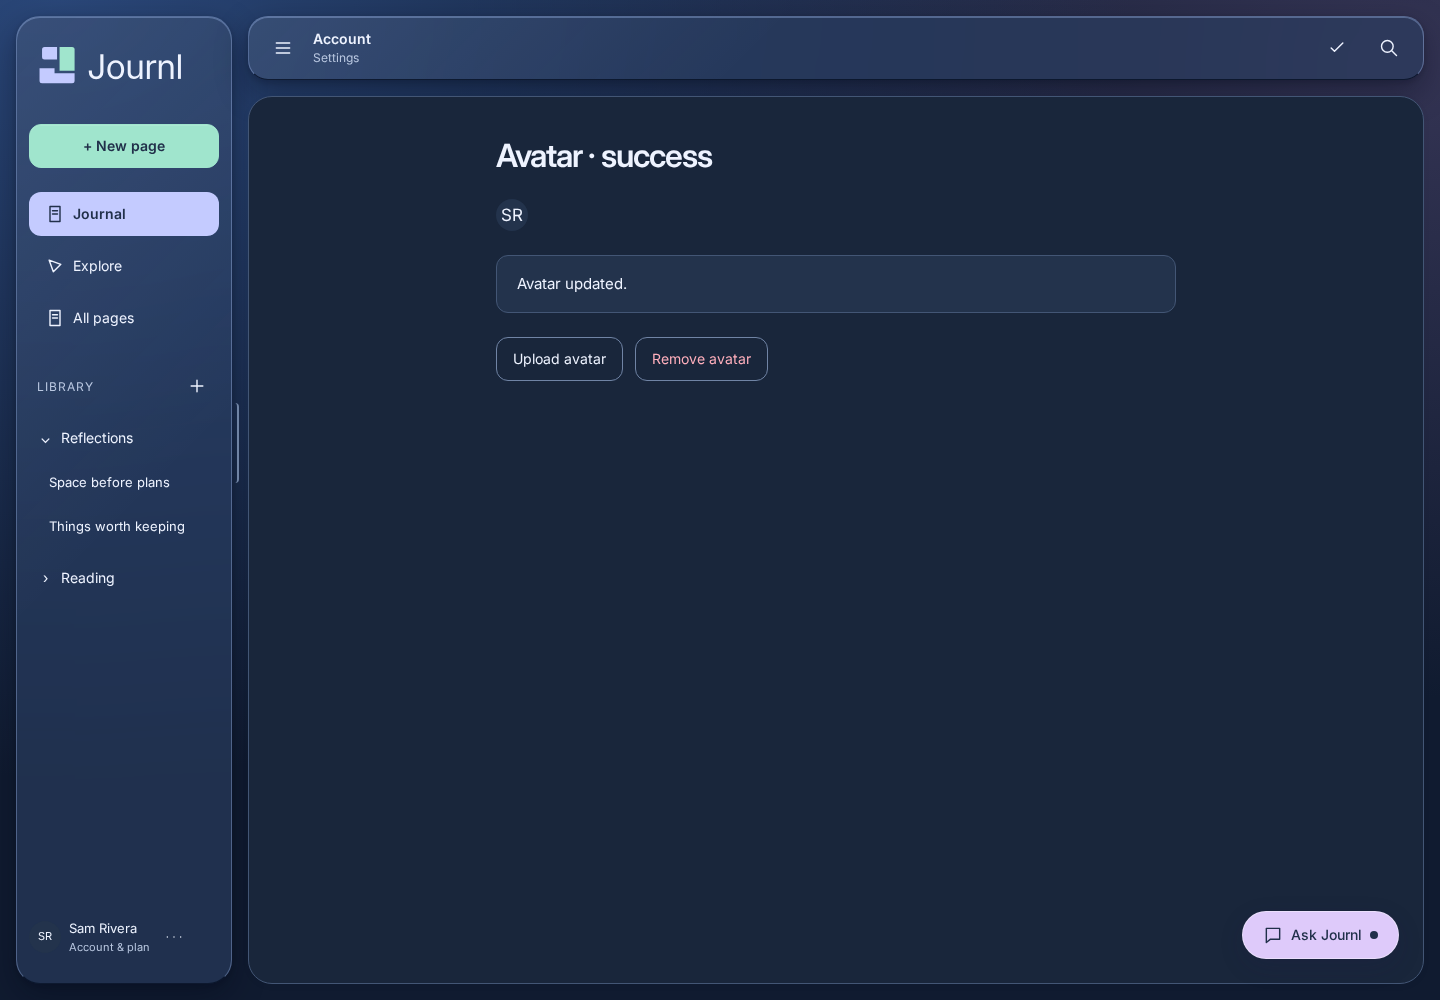 Journl
+ New page
Journal
Explore
All pages
LIBRARY
Reflections
Space before plans
Things worth keeping
Reading
SR
Sam Rivera
Account & plan
Account
Settings
Avatar · success
SR
Avatar updated.
Upload avatar
Remove avatar
Ask Journl